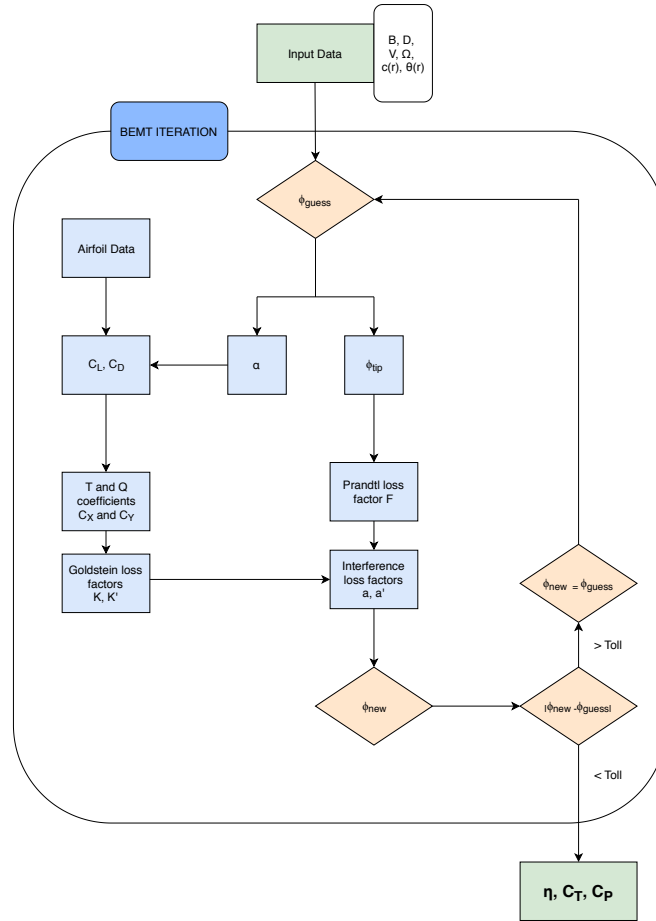 Input Data
B, D,
V, Ω,
c(r), θ(r)
BEMT ITERATION
ϕguess
Airfoil Data
CL, CD
α
ϕtip
T and Q
coefficients
CX and CY
Prandtl loss
factor F
Goldstein loss
factors
K, K'
Interference
loss factors
a, a'
ϕnew = ϕguess
> Toll
ϕnew
|ϕnew -ϕguess|
< Toll
η, CT, CP